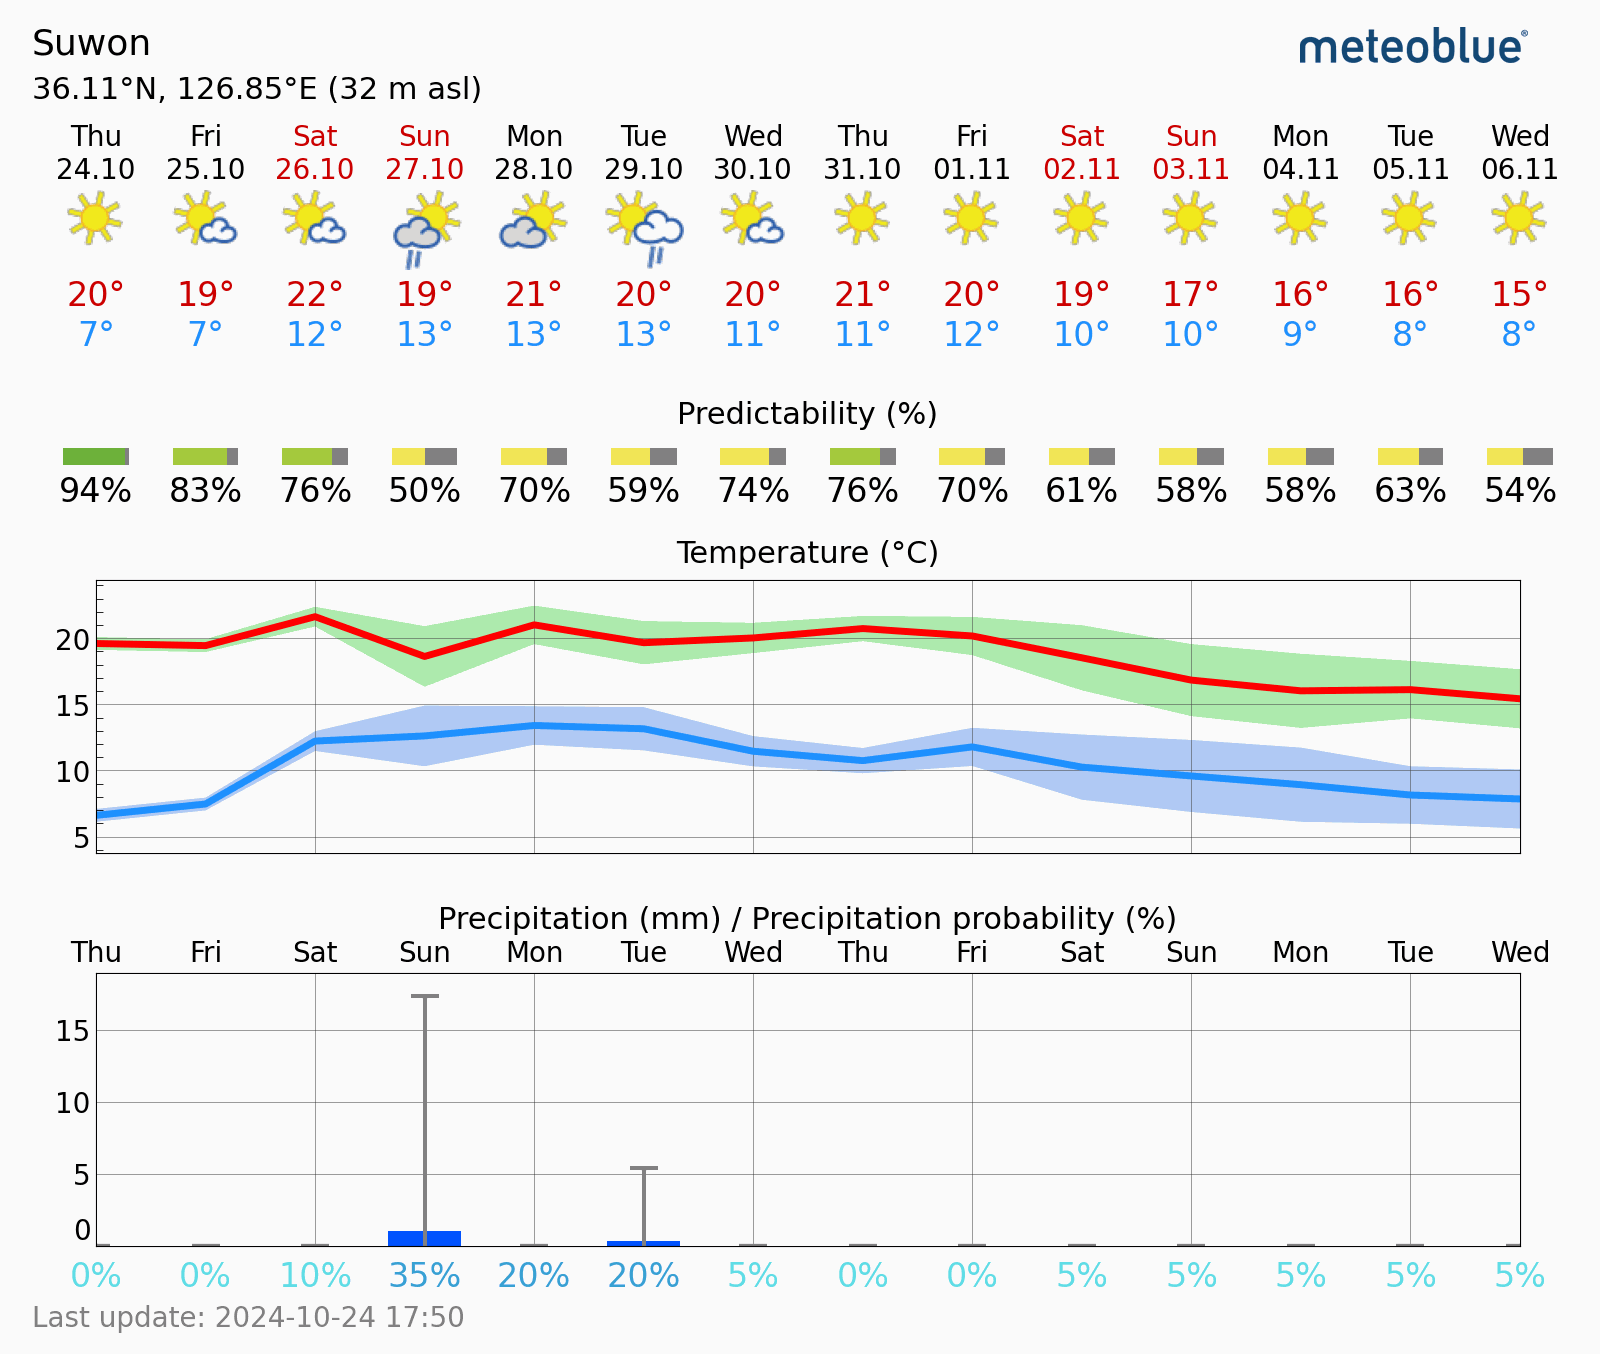 Suwon
meteoblue®
36.11°N, 126.85°E (32 m asl)
Thu Fri Sat Sun Mon Tue Wed Thu Fri Sat Sun Mon Tue Wed
24.10 25.10 26.10 27.10 28.10 29.10 30.10 31.10 01.11 02.11 03.11 04.11 05.11 06.11
20° 19° 22° 19° 21° 20° 20° 21° 20° 19° 17° 16° 16° 15°
7° 7° 12° 13° 13° 13° 11° 11° 12° 10° 10° 9° 8° 8°
Predictability (%)
94% 83% 76% 50% 70% 59% 74% 76% 70% 61% 58% 58% 63% 54%
Temperature (°C)
20
15
10
5
Precipitation (mm) / Precipitation probability (%)
Thu Fri Sat Sun Mon Tue Wed Thu Fri Sat Sun Mon Tue Wed
15
10
5
0
0% 0% 10% 35% 20% 20% 5% 0% 0% 5% 5% 5% 5% 5%
Last update: 2024-10-24 17:50